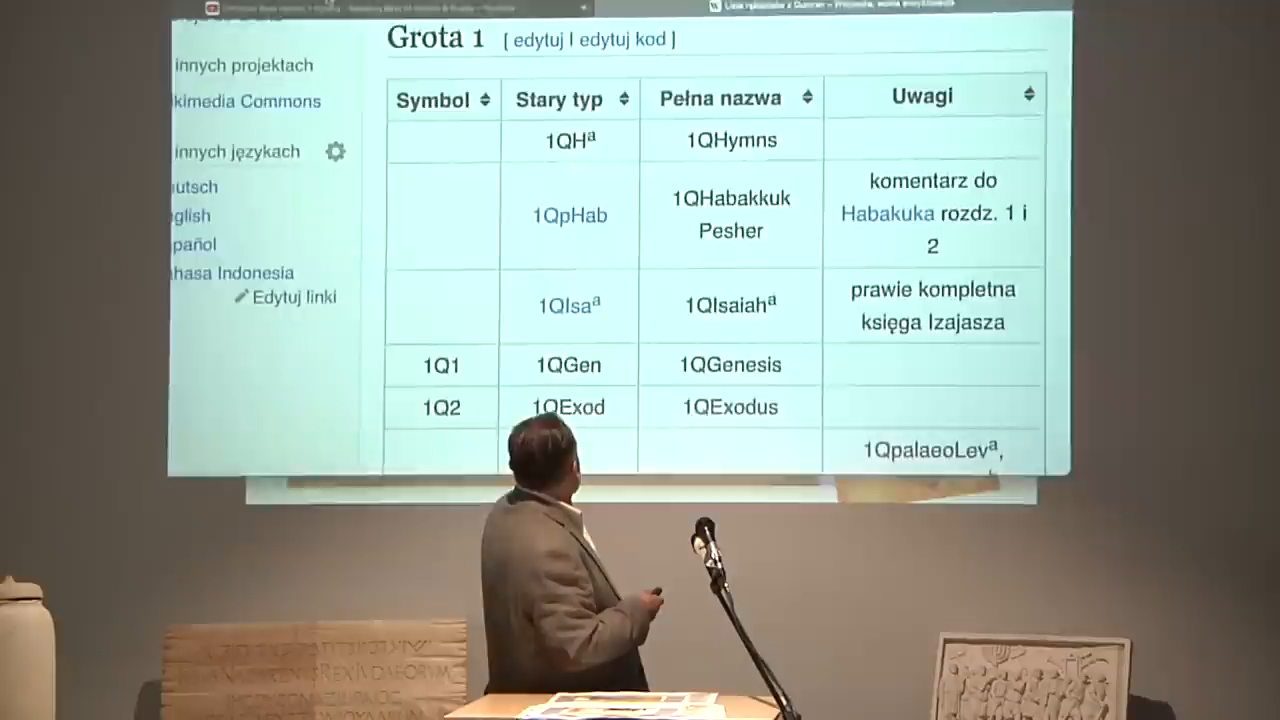 Grota 1 [ edytuj | edytuj kod ]
innych projektach
kimedia Commons
innych językach
utsch
glish
pañol
hasa Indonesia
Edytuj linki
Symbol Stary typ Pełna nazwa Uwagi
1QHa 1QHymns
1QpHab 1QHabakkuk Pesher komentarz do Habakuka rozdz. 1 i 2
1QIsaa 1QIsaiaha prawie kompletna księga Izajasza
1Q1 1QGen 1QGenesis
1Q2 1QExod 1QExodus
1QpalaeoLeva,